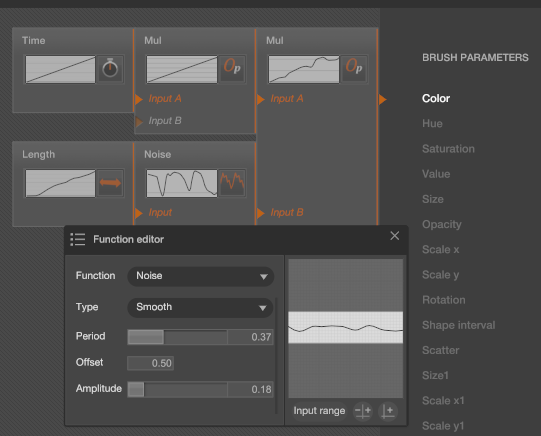 Time
Mul
Mul
Op
Op
Input A
Input A
Input B
Length
Noise
Input
Input B
Function editor
Function
Noise
Type
Smooth
Period
0.37
Offset
0.50
Amplitude
0.18
Input range
BRUSH PARAMETERS
Color
Hue
Saturation
Value
Size
Opacity
Scale x
Scale y
Rotation
Shape interval
Scatter
Size1
Scale x1
Scale y1